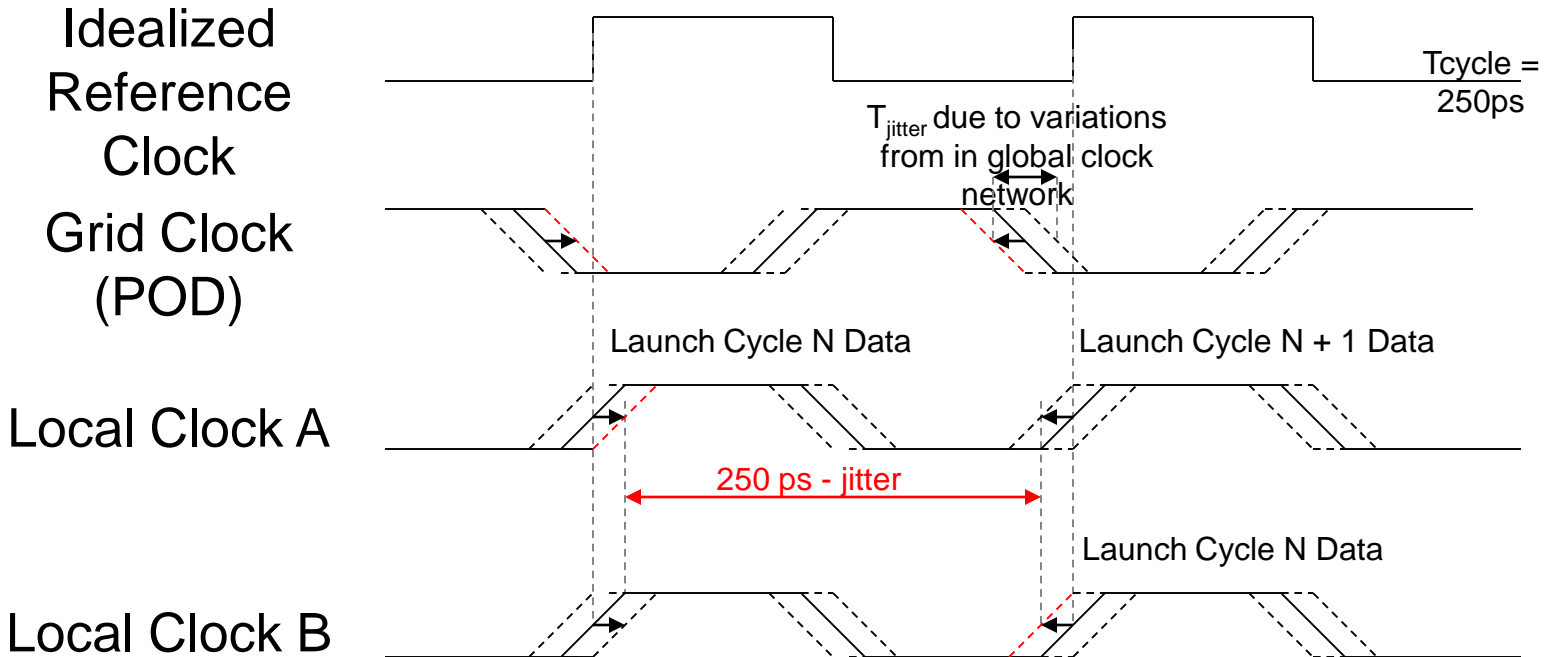 Idealized
Reference
Clock
Tcycle =
250ps
Tjitter due to variations
from in global clock
network
Grid Clock
(POD)
Launch Cycle N Data
Launch Cycle N + 1 Data
Local Clock A
250 ps - jitter
Launch Cycle N Data
Local Clock B